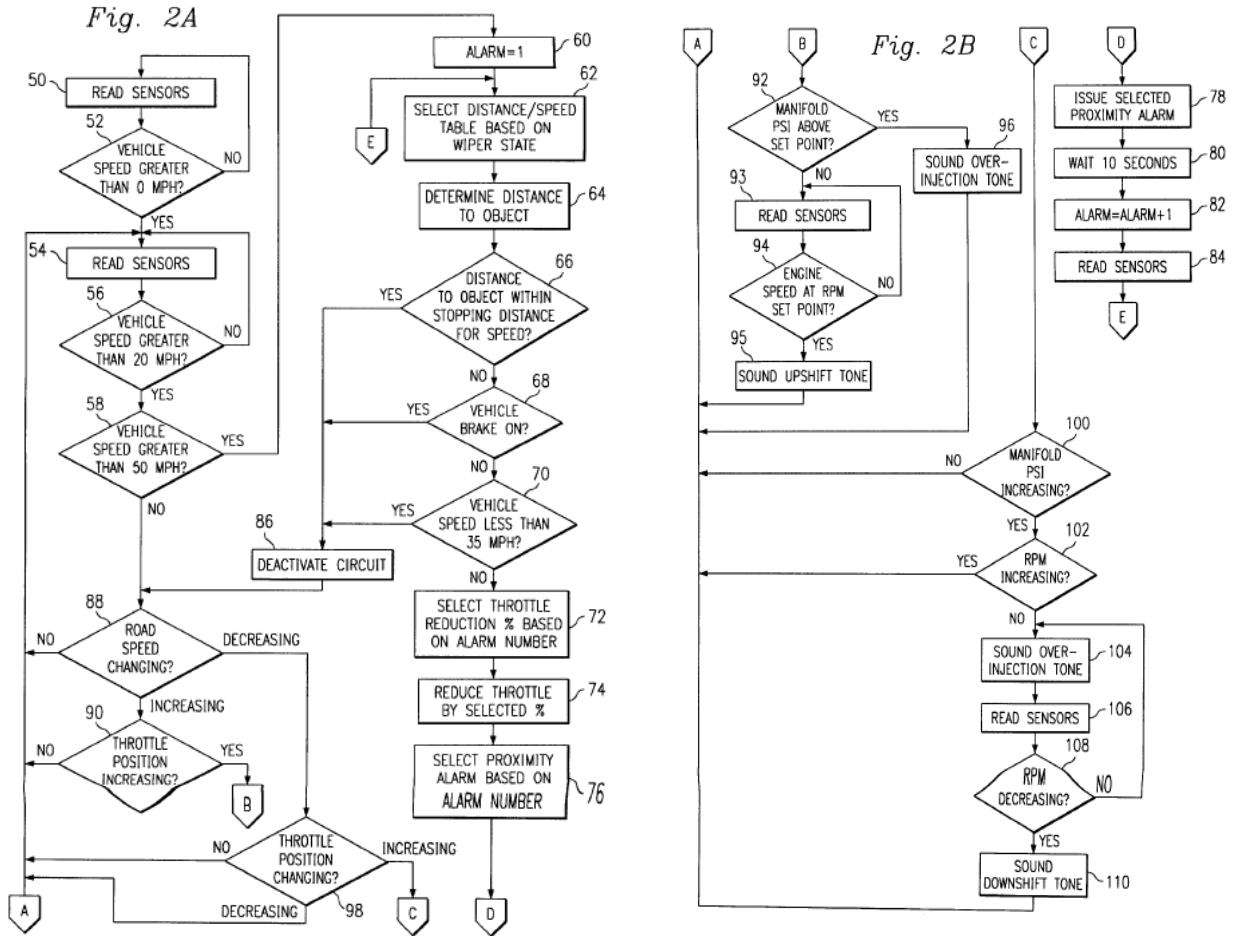 Fig. 2A
50
READ SENSORS
52
VEHICLE
SPEED GREATER
THAN 0 MPH?
NO
YES
54
READ SENSORS
56
VEHICLE
SPEED GREATER
THAN 20 MPH?
NO
YES
58
VEHICLE
SPEED GREATER
THAN 50 MPH?
YES
NO
ALARM=1
60
E
62
SELECT DISTANCE/SPEED
TABLE BASED ON
WIPER STATE
DETERMINE DISTANCE
TO OBJECT
64
66
DISTANCE
TO OBJECT WITHIN
STOPPING DISTANCE
FOR SPEED?
YES
NO
68
VEHICLE
BRAKE ON?
YES
NO
70
VEHICLE
SPEED LESS THAN
35 MPH?
YES
NO
86
DEACTIVATE CIRCUIT
SELECT THROTTLE
REDUCTION % BASED
ON ALARM NUMBER
72
REDUCE THROTTLE
BY SELECTED %
74
SELECT PROXIMITY
ALARM BASED ON
ALARM NUMBER
76
D
88
ROAD
SPEED
CHANGING?
NO
DECREASING
INCREASING
90
THROTTLE
POSITION
INCREASING?
NO
YES
B
THROTTLE
POSITION
CHANGING?
NO
INCREASING
DECREASING
98
C
A
Fig. 2B
A
B
C
D
92
MANIFOLD
PSI ABOVE
SET POINT?
YES
NO
96
SOUND OVER-
INJECTION TONE
93
READ SENSORS
94
ENGINE
SPEED AT RPM
SET POINT?
NO
YES
95
SOUND UPSHIFT TONE
ISSUE SELECTED
PROXIMITY ALARM
78
WAIT 10 SECONDS
80
ALARM=ALARM+1
82
READ SENSORS
84
E
100
MANIFOLD
PSI
INCREASING?
NO
YES
102
RPM
INCREASING?
YES
NO
SOUND OVER-
INJECTION TONE
104
READ SENSORS
106
108
RPM
DECREASING?
NO
YES
SOUND
DOWNSHIFT TONE
110